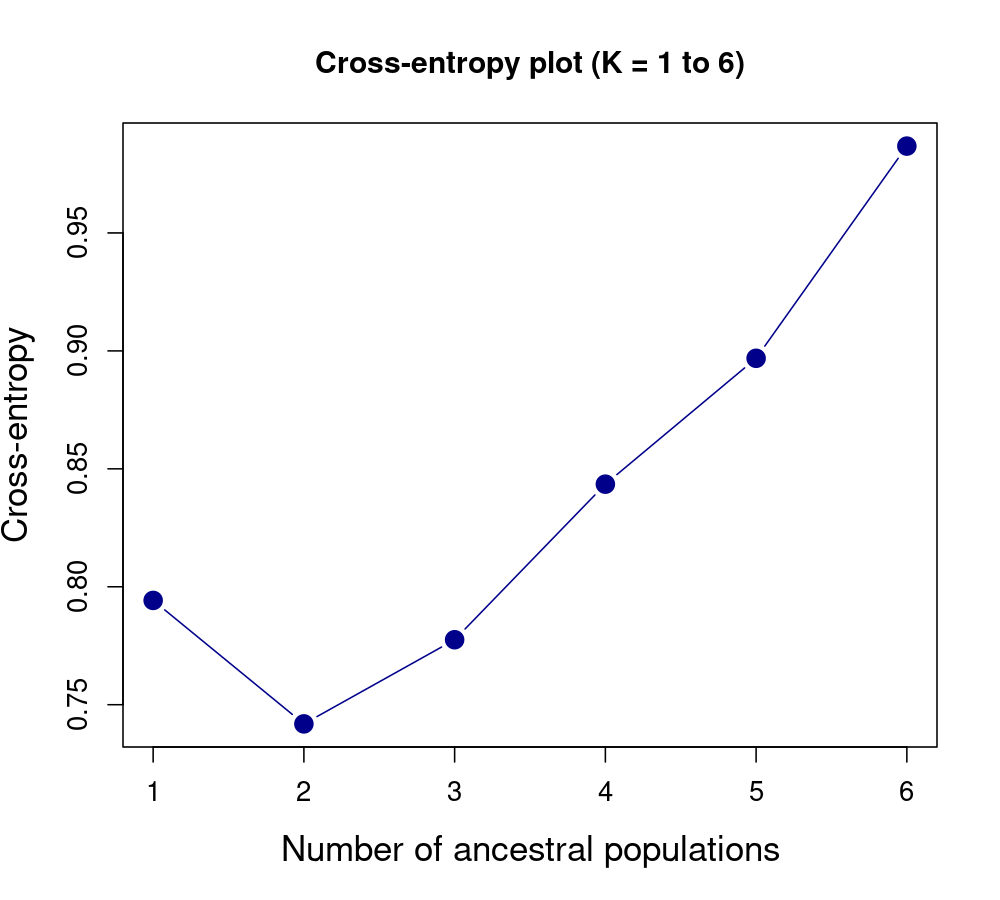 Cross-entropy plot (K = 1 to 6)
Cross-entropy
0.95
0.90
0.85
0.80
0.75
1 2 3 4 5 6
Number of ancestral populations